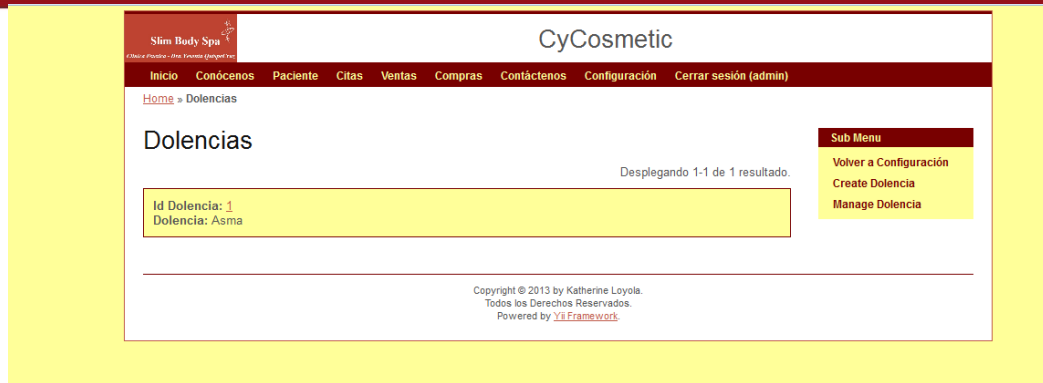 Slim Body Spa
CyCosmetic
Inicio Conócenos Paciente Citas Ventas Compras Contáctenos Configuración Cerrar sesión (admin)
Home » Dolencias
Dolencias
Desplegando 1-1 de 1 resultado.
Id Dolencia: 1
Dolencia: Asma
Sub Menu
Volver a Configuración
Create Dolencia
Manage Dolencia
Copyright © 2013 by Katherine Loyola.
Todos los Derechos Reservados.
Powered by Yii Framework.